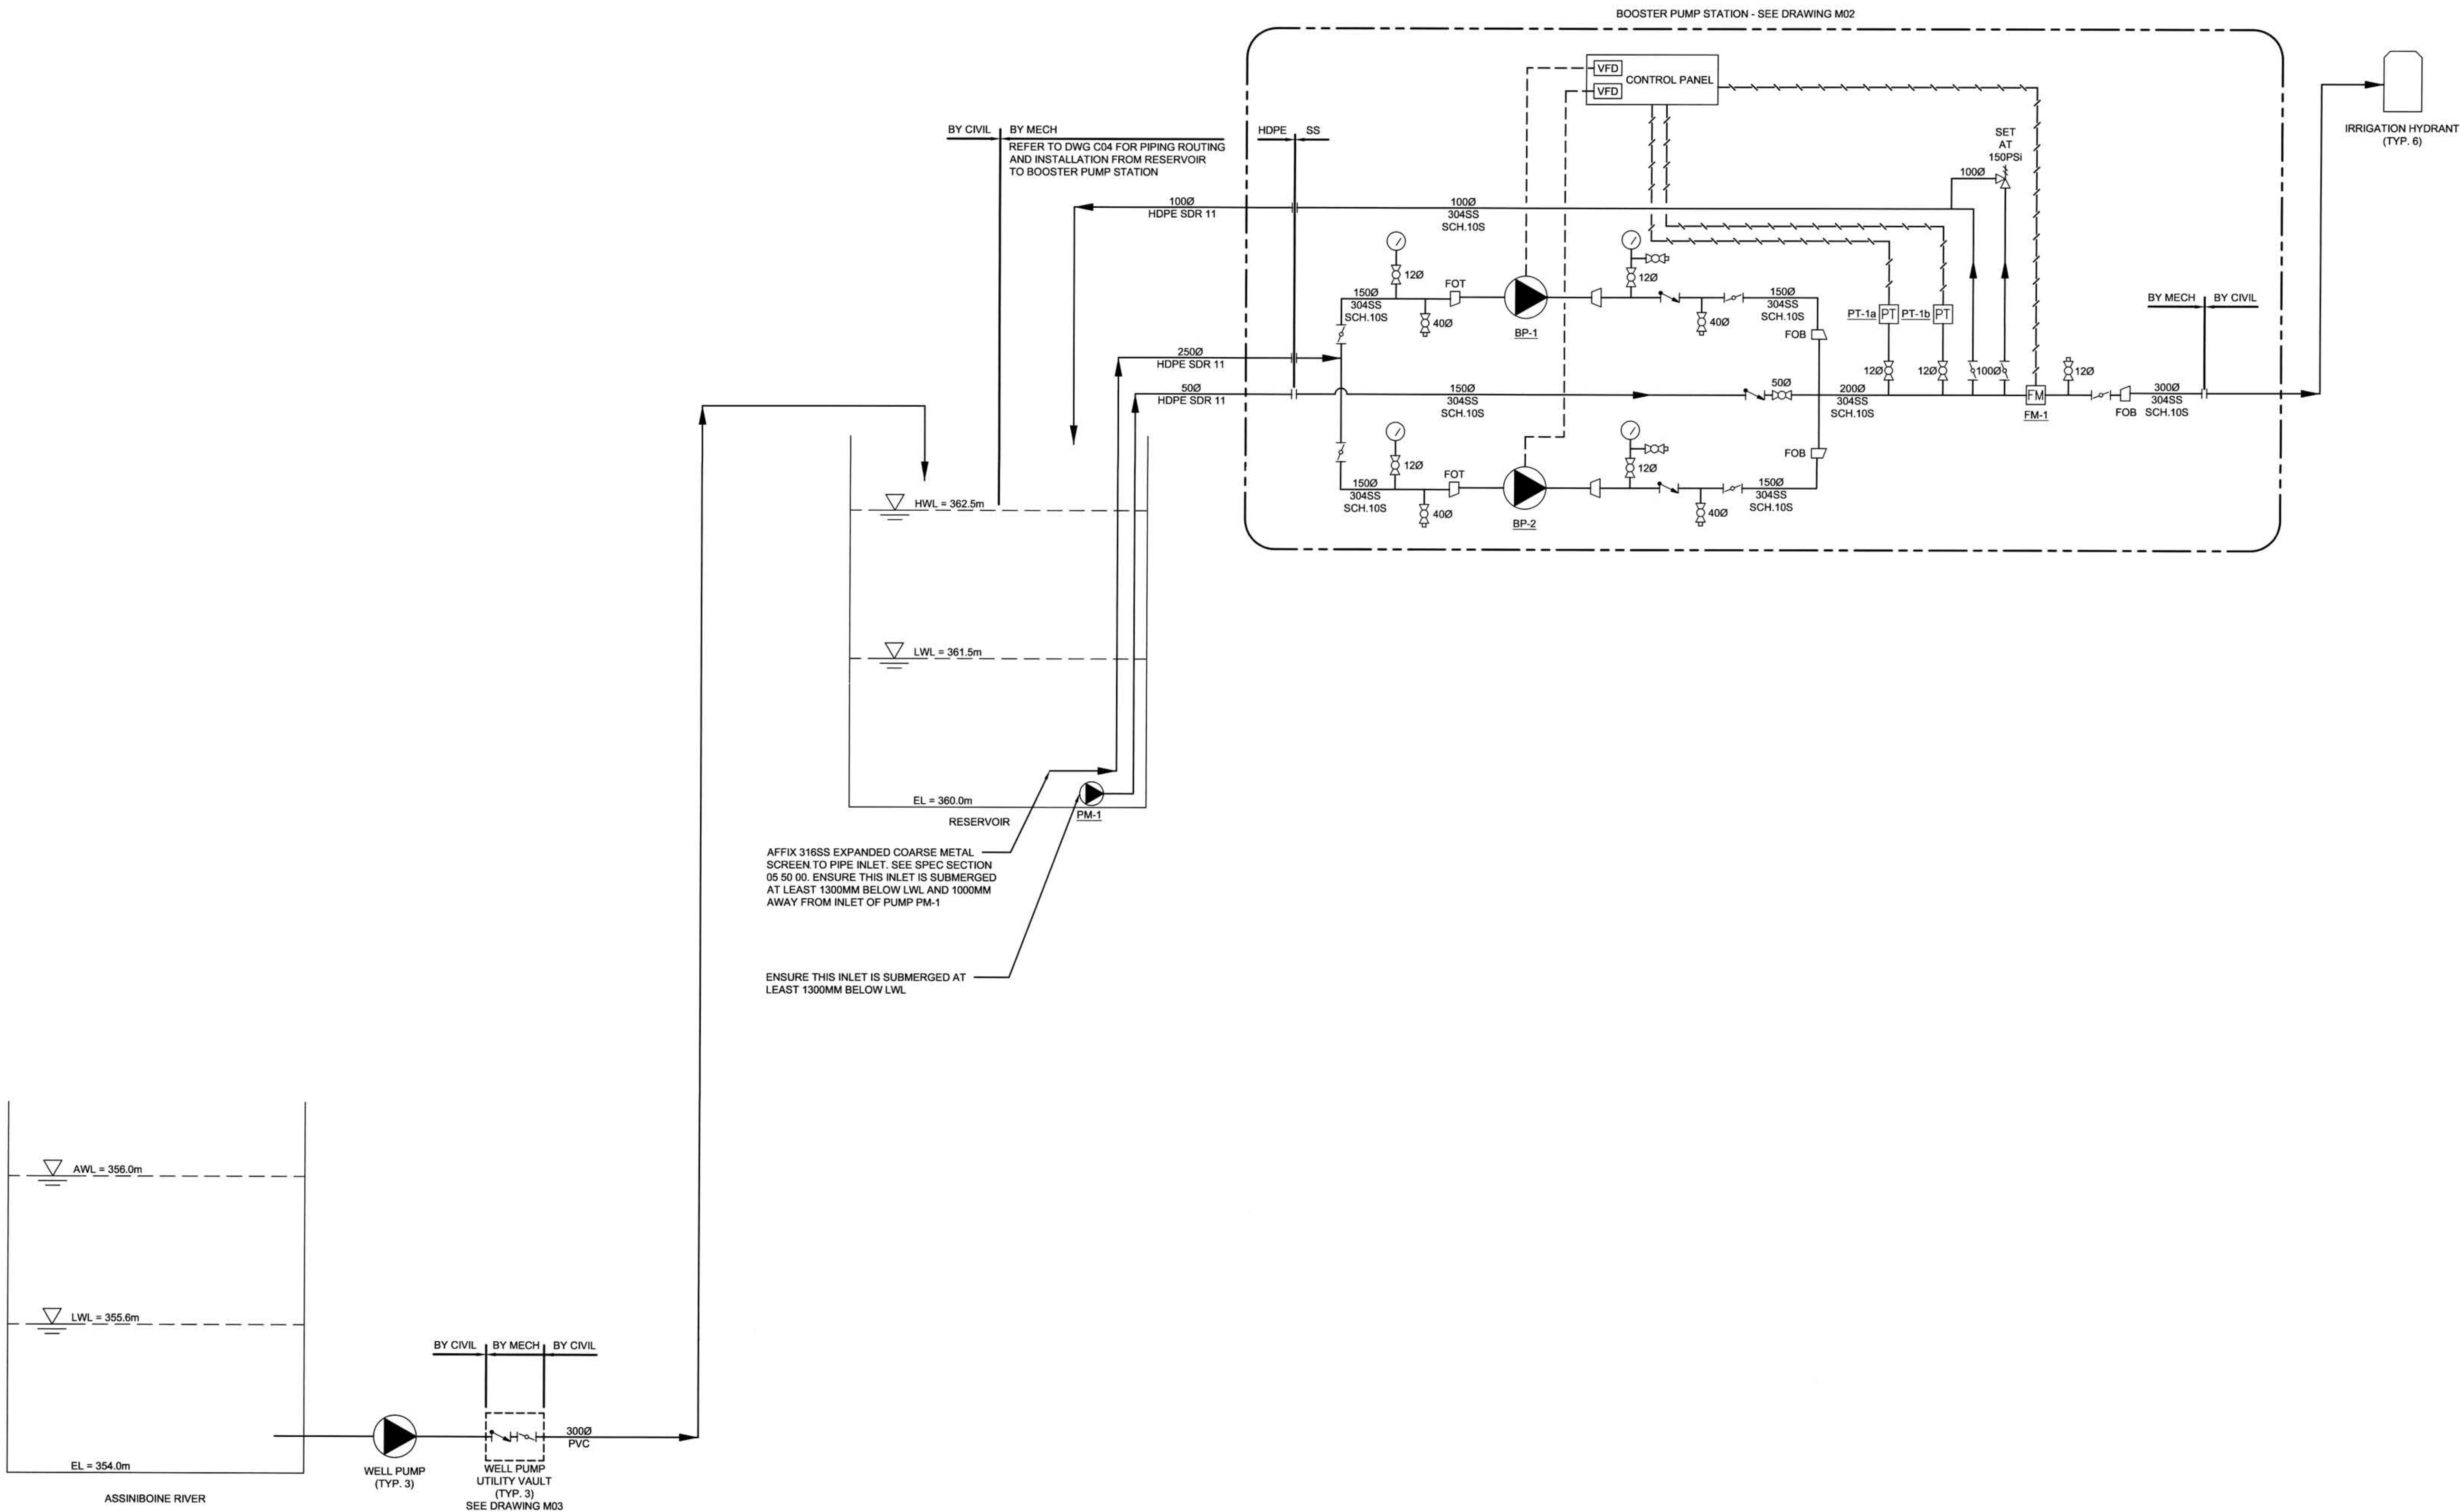 BOOSTER PUMP STATION - SEE DRAWING M02
VFD
VFD
CONTROL PANEL
IRRIGATION HYDRANT
(TYP. 6)
BY CIVIL
BY MECH
REFER TO DWG C04 FOR PIPING ROUTING
AND INSTALLATION FROM RESERVOIR
TO BOOSTER PUMP STATION
HDPE
SS
SET
AT
150PSi
100Ø
100Ø
HDPE SDR 11
100Ø
304SS
SCH.10S
12Ø
12Ø
FOT
150Ø
304SS
SCH.10S
40Ø
BP-1
40Ø
150Ø
304SS
SCH.10S
FOB
PT-1a
PT
PT-1b
PT
BY MECH
BY CIVIL
250Ø
HDPE SDR 11
50Ø
HDPE SDR 11
150Ø
304SS
SCH.10S
50Ø
200Ø
304SS
SCH.10S
12Ø
12Ø
100Ø
FM
FM-1
12Ø
FOB
300Ø
304SS
SCH.10S
12Ø
12Ø
FOT
FOB
150Ø
304SS
SCH.10S
40Ø
BP-2
40Ø
150Ø
304SS
SCH.10S
HWL = 362.5m
LWL = 361.5m
EL = 360.0m
RESERVOIR
PM-1
AFFIX 316SS EXPANDED COARSE METAL
SCREEN TO PIPE INLET. SEE SPEC SECTION
05 50 00. ENSURE THIS INLET IS SUBMERGED
AT LEAST 1300MM BELOW LWL AND 1000MM
AWAY FROM INLET OF PUMP PM-1
ENSURE THIS INLET IS SUBMERGED AT
LEAST 1300MM BELOW LWL
AWL = 356.0m
LWL = 355.6m
EL = 354.0m
ASSINIBOINE RIVER
BY CIVIL
BY MECH
BY CIVIL
300Ø
PVC
WELL PUMP
(TYP. 3)
WELL PUMP
UTILITY VAULT
(TYP. 3)
SEE DRAWING M03